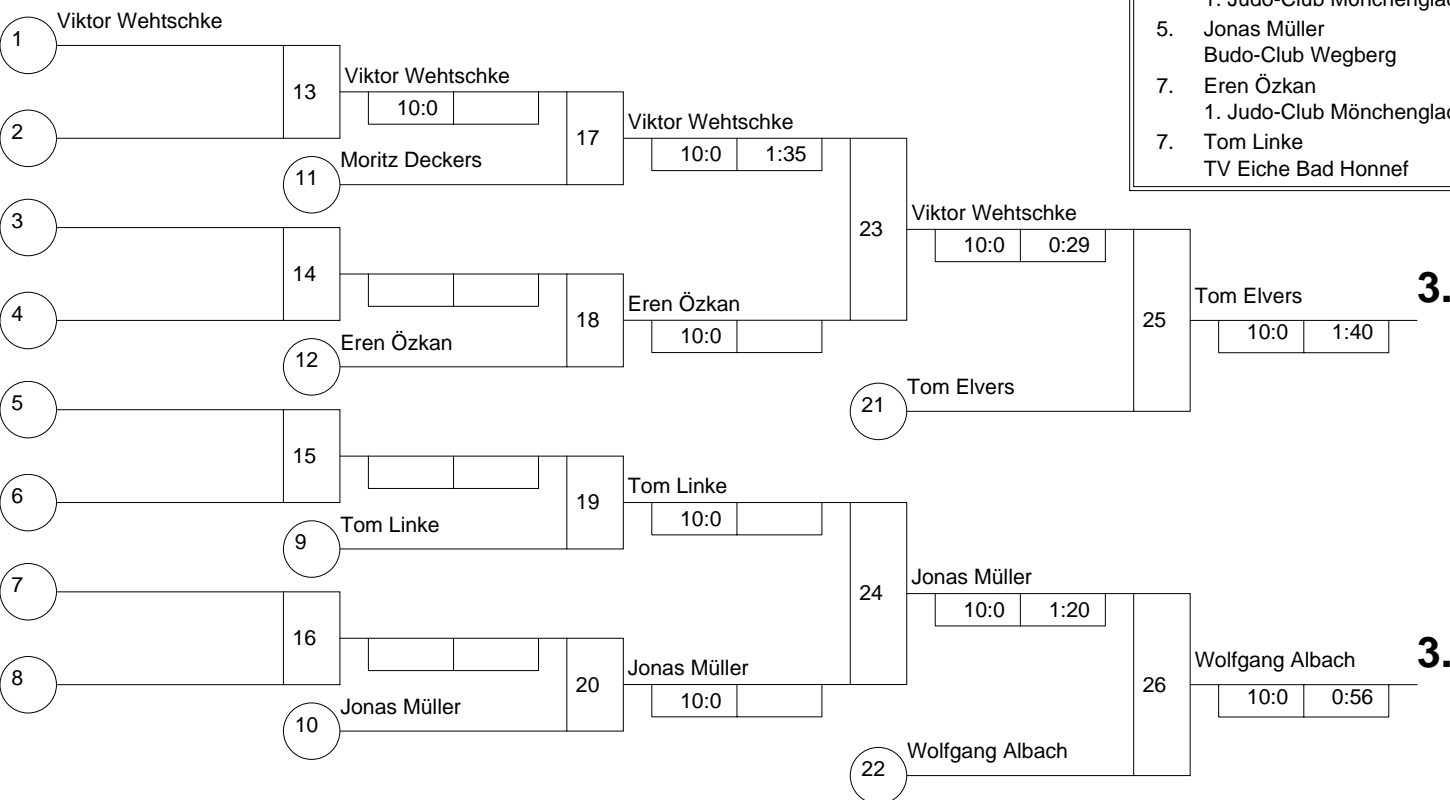 1. Judo-Club
5. Jonas Müller
Budo-Club Wegberg
7. Eren Özkan
1. Judo-Club
7. Tom Linke
TV Eiche Bad Honnef
1
Viktor Wehtschke
2
13
Viktor Wehtschke
10:0
11
Moritz Deckers
17
Viktor Wehtschke
10:0 1:35
3
4
14
12
Eren Özkan
18
Eren Özkan
10:0
23
Viktor Wehtschke
10:0 0:29
21
Tom Elvers
25
Tom Elvers
10:0 1:40
3.
5
6
15
9
Tom Linke
19
Tom Linke
10:0
7
8
16
10
Jonas Müller
20
Jonas Müller
10:0
24
Jonas Müller
10:0 1:20
22
Wolfgang Albach
26
Wolfgang Albach
10:0 0:56
3.